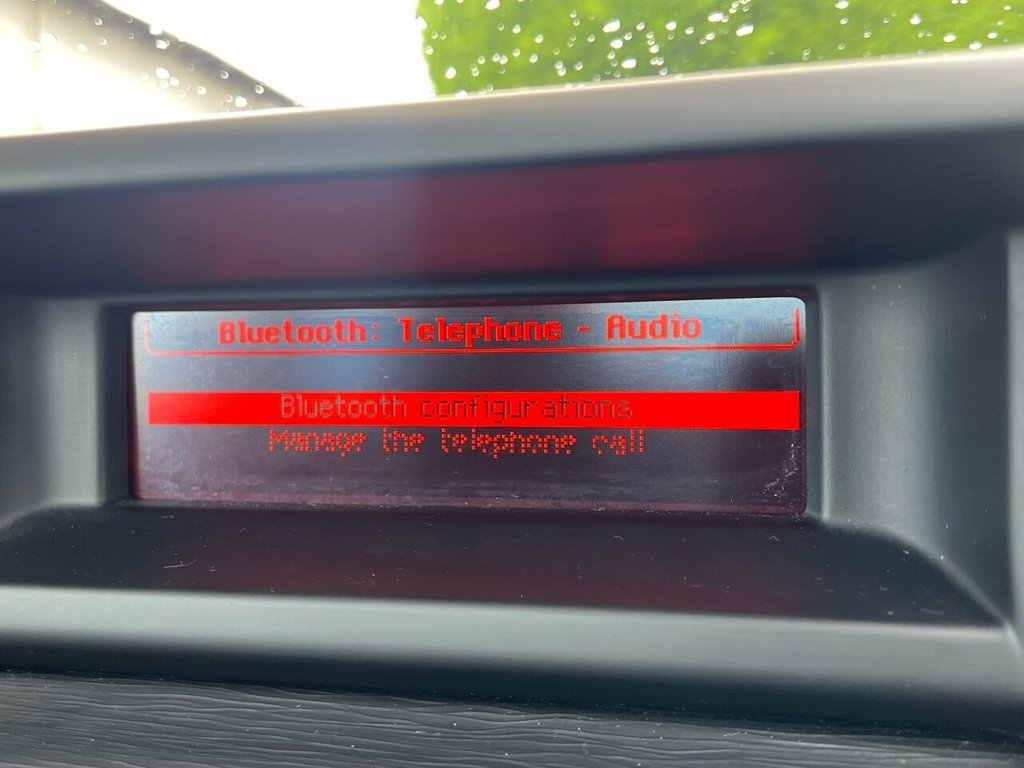 Bluetooth: Telephone - Audio
Bluetooth configurations
Manage the telephone call